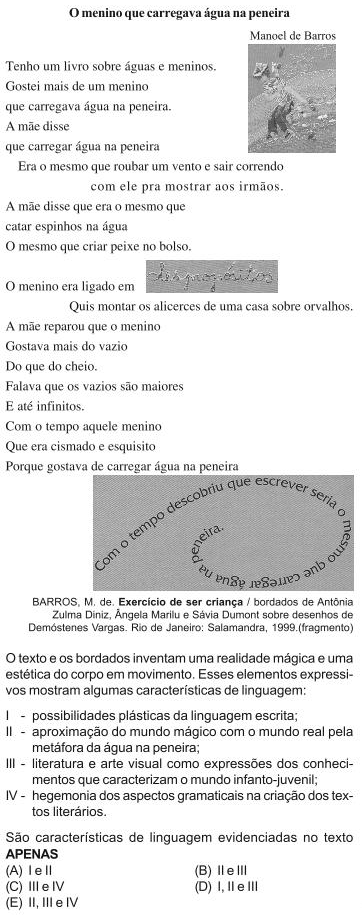 O menino que carregava água na peneira
Manoel de Barros
Tenho um livro sobre águas e meninos.
Gostei mais de um menino
que carregava água na peneira.
A mãe disse
que carregar água na peneira
Era o mesmo que roubar um vento e sair correndo
com ele pra mostrar aos irmãos.
A mãe disse que era o mesmo que
catar espinhos na água
O mesmo que criar peixe no bolso.
O menino era ligado em despropósitos
Quis montar os alicerces de uma casa sobre orvalhos.
A mãe reparou que o menino
Gostava mais do vazio
Do que do cheio.
Falava que os vazios são maiores
E até infinitos.
Com o tempo aquele menino
Que era cismado e esquisito
Porque gostava de carregar água na peneira
Com o tempo descobriu que escrever seria o mesmo que carregar água na peneira.
BARROS, M. de. Exercício de ser criança / bordados de Antônia
Zulma Diniz, Ângela Marilu e Sávia Dumont sobre desenhos de
Demóstenes Vargas. Rio de Janeiro: Salamandra, 1999.(fragmento)
O texto e os bordados inventam uma realidade mágica e uma
estética do corpo em movimento. Esses elementos expressi-
vos mostram algumas características de linguagem:
I - possibilidades plásticas da linguagem escrita;
II - aproximação do mundo mágico com o mundo real pela
metáfora da água na peneira;
III - literatura e arte visual como expressões dos conheci-
mentos que caracterizam o mundo infanto-juvenil;
IV - hegemonia dos aspectos gramaticais na criação dos tex-
tos literários.
São características de linguagem evidenciadas no texto
APENAS
(A) I e II
(B) II e III
(C) III e IV
(D) I, II e III
(E) II, III e IV